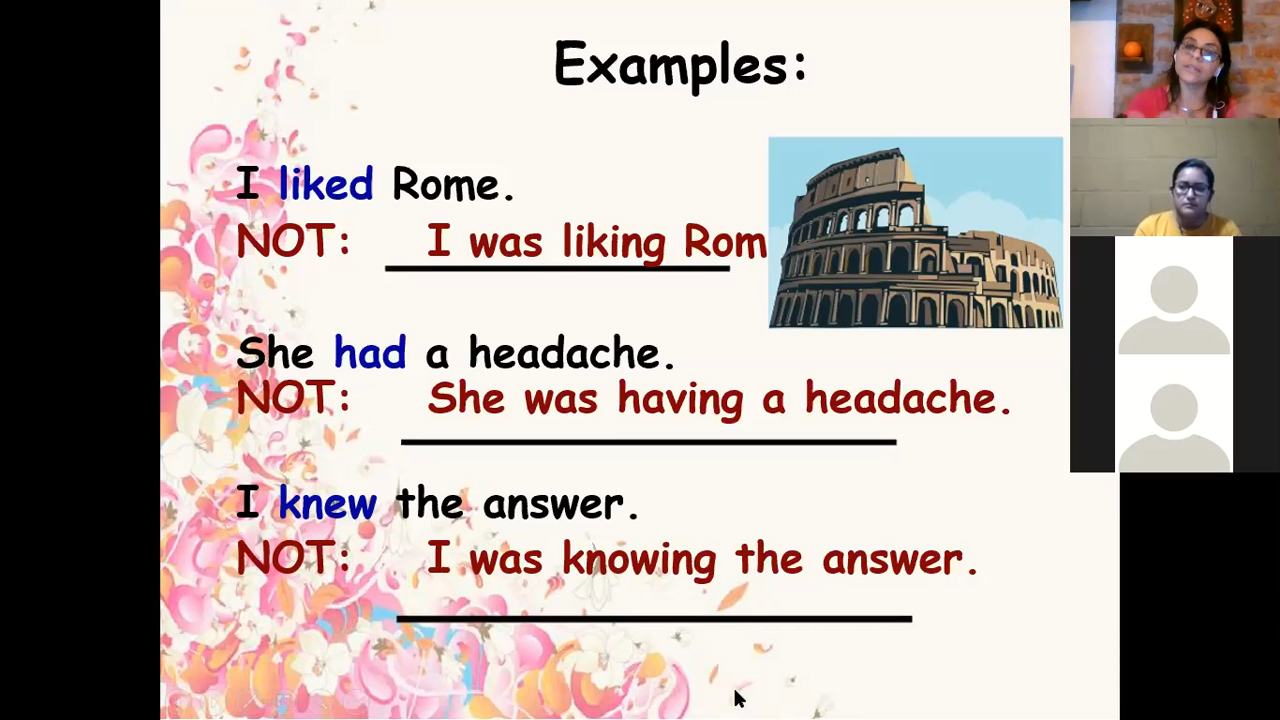 Examples:
I liked Rome.
NOT: I was liking Rom
She had a headache.
NOT: She was having a headache.
I knew the answer.
NOT: I was knowing the answer.